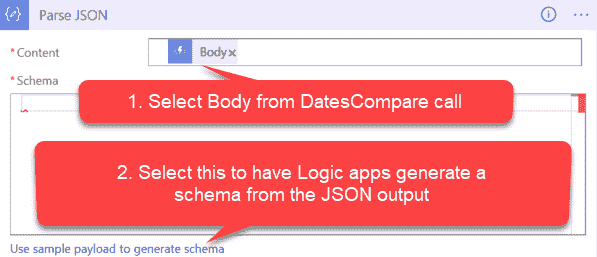 Parse JSON
* Content
Body
* Schema
1. Select Body from DatesCompare call
2. Select this to have Logic apps generate a
schema from the JSON output
Use sample payload to generate schema